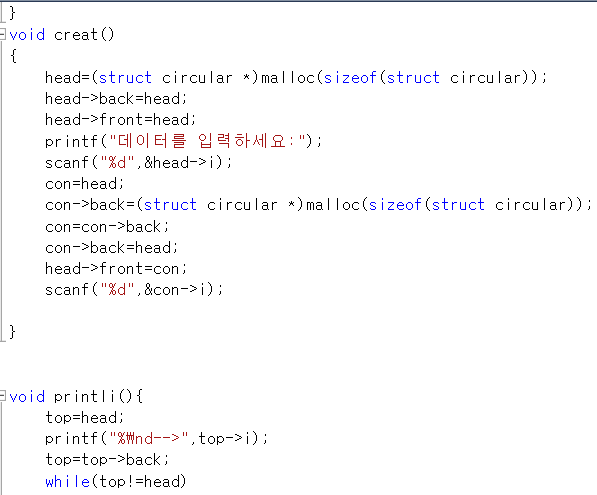 }
void creat()
{
head=(struct circular *)malloc(sizeof(struct circular));
head->back=head;
head->front=head;
printf("데이터를 입력하세요:");
scanf("%d",&head->i);
con=head;
con->back=(struct circular *)malloc(sizeof(struct circular));
con=con->back;
con->back=head;
head->front=con;
scanf("%d",&con->i);
}
void printli(){
top=head;
printf("%₩nd-->",top->i);
top=top->back;
while(top!=head)